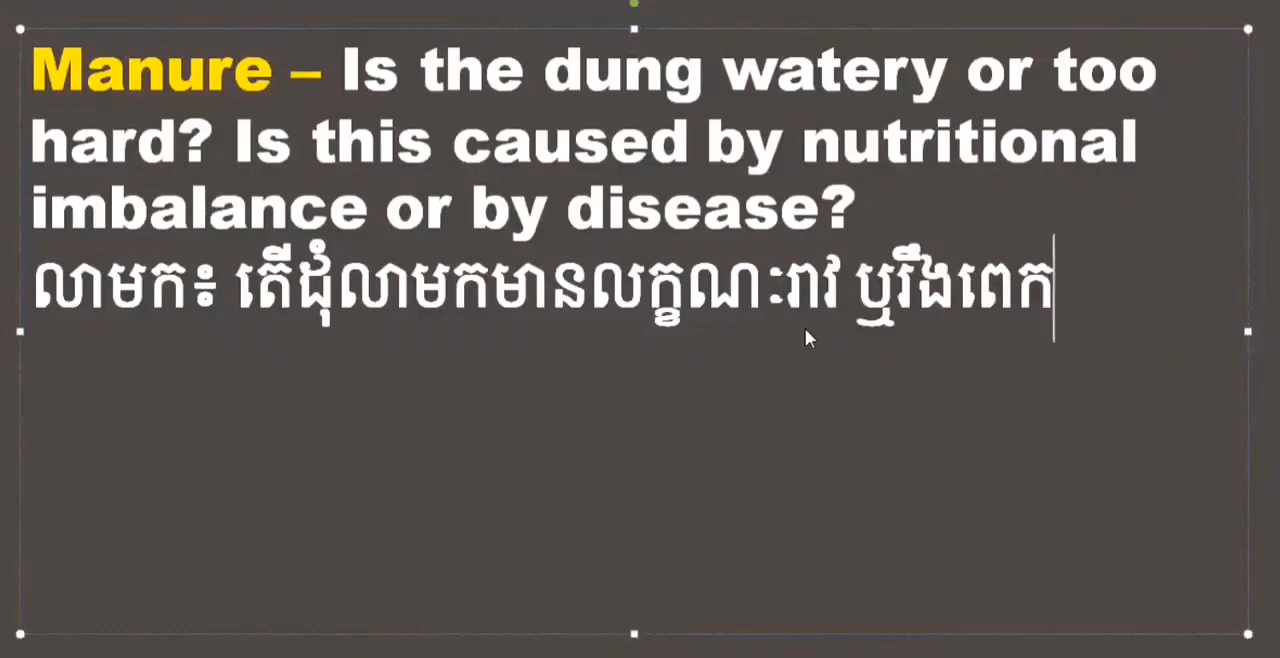 Manure – Is the dung watery or too
hard? Is this caused by nutritional
imbalance or by disease?
លាមក៖ តើដុំលាមកមានលក្ខណៈរាវ ឬរឹងពេក